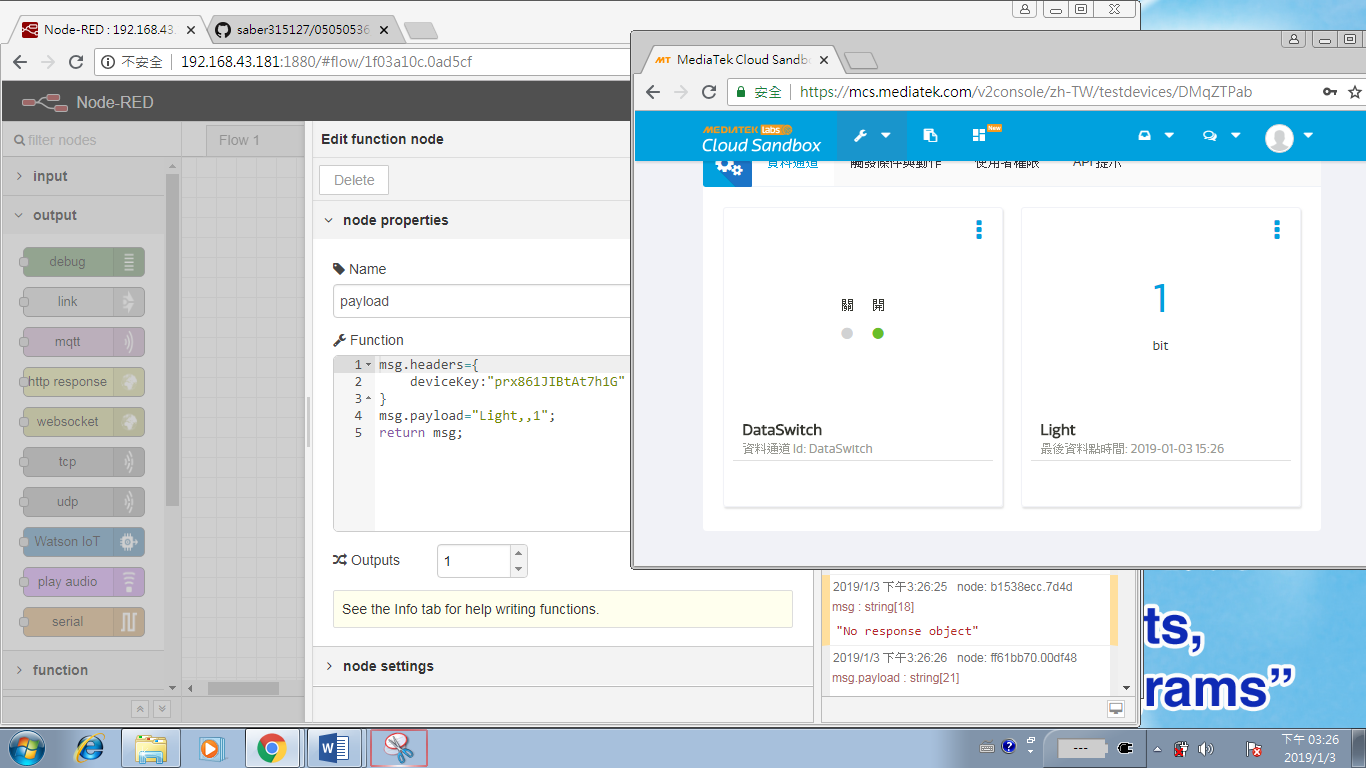 Node-RED : 192.168.43.
saber315127/05050536
不安全
192.168.43.181:1880/#flow/1f03a10c.0ad5cf
Node-RED
filter nodes
input
output
debug
link
mqtt
http response
websocket
tcp
udp
Watson IoT
play audio
serial
function
Flow 1
Edit function node
Delete
node properties
Name
payload
Function
1 msg.headers={
2 deviceKey:"prx861JIBtAt7h1G"
3 }
4 msg.payload="Light,,1";
5 return msg;
Outputs
1
See the Info tab for help writing functions.
node settings
MediaTek Cloud Sandb
安全
https://mcs.mediatek.com/v2console/zh-TW/testdevices/DMqZTPab
MEDIATEK labs
Cloud Sandbox
New
資料通道 觸發條件與動作 使用者權限 API 提示
關 開
DataSwitch
資料通道 Id: DataSwitch
1
bit
Light
最後資料點時間: 2019-01-03 15:26
2019/1/3 下午3:26:25 node: b1538ecc.7d4d
msg : string[18]
"No response object"
2019/1/3 下午3:26:26 node: ff61bb70.00df48
msg.payload : string[21]
ts,
rams”
---
下午 03:26
2019/1/3